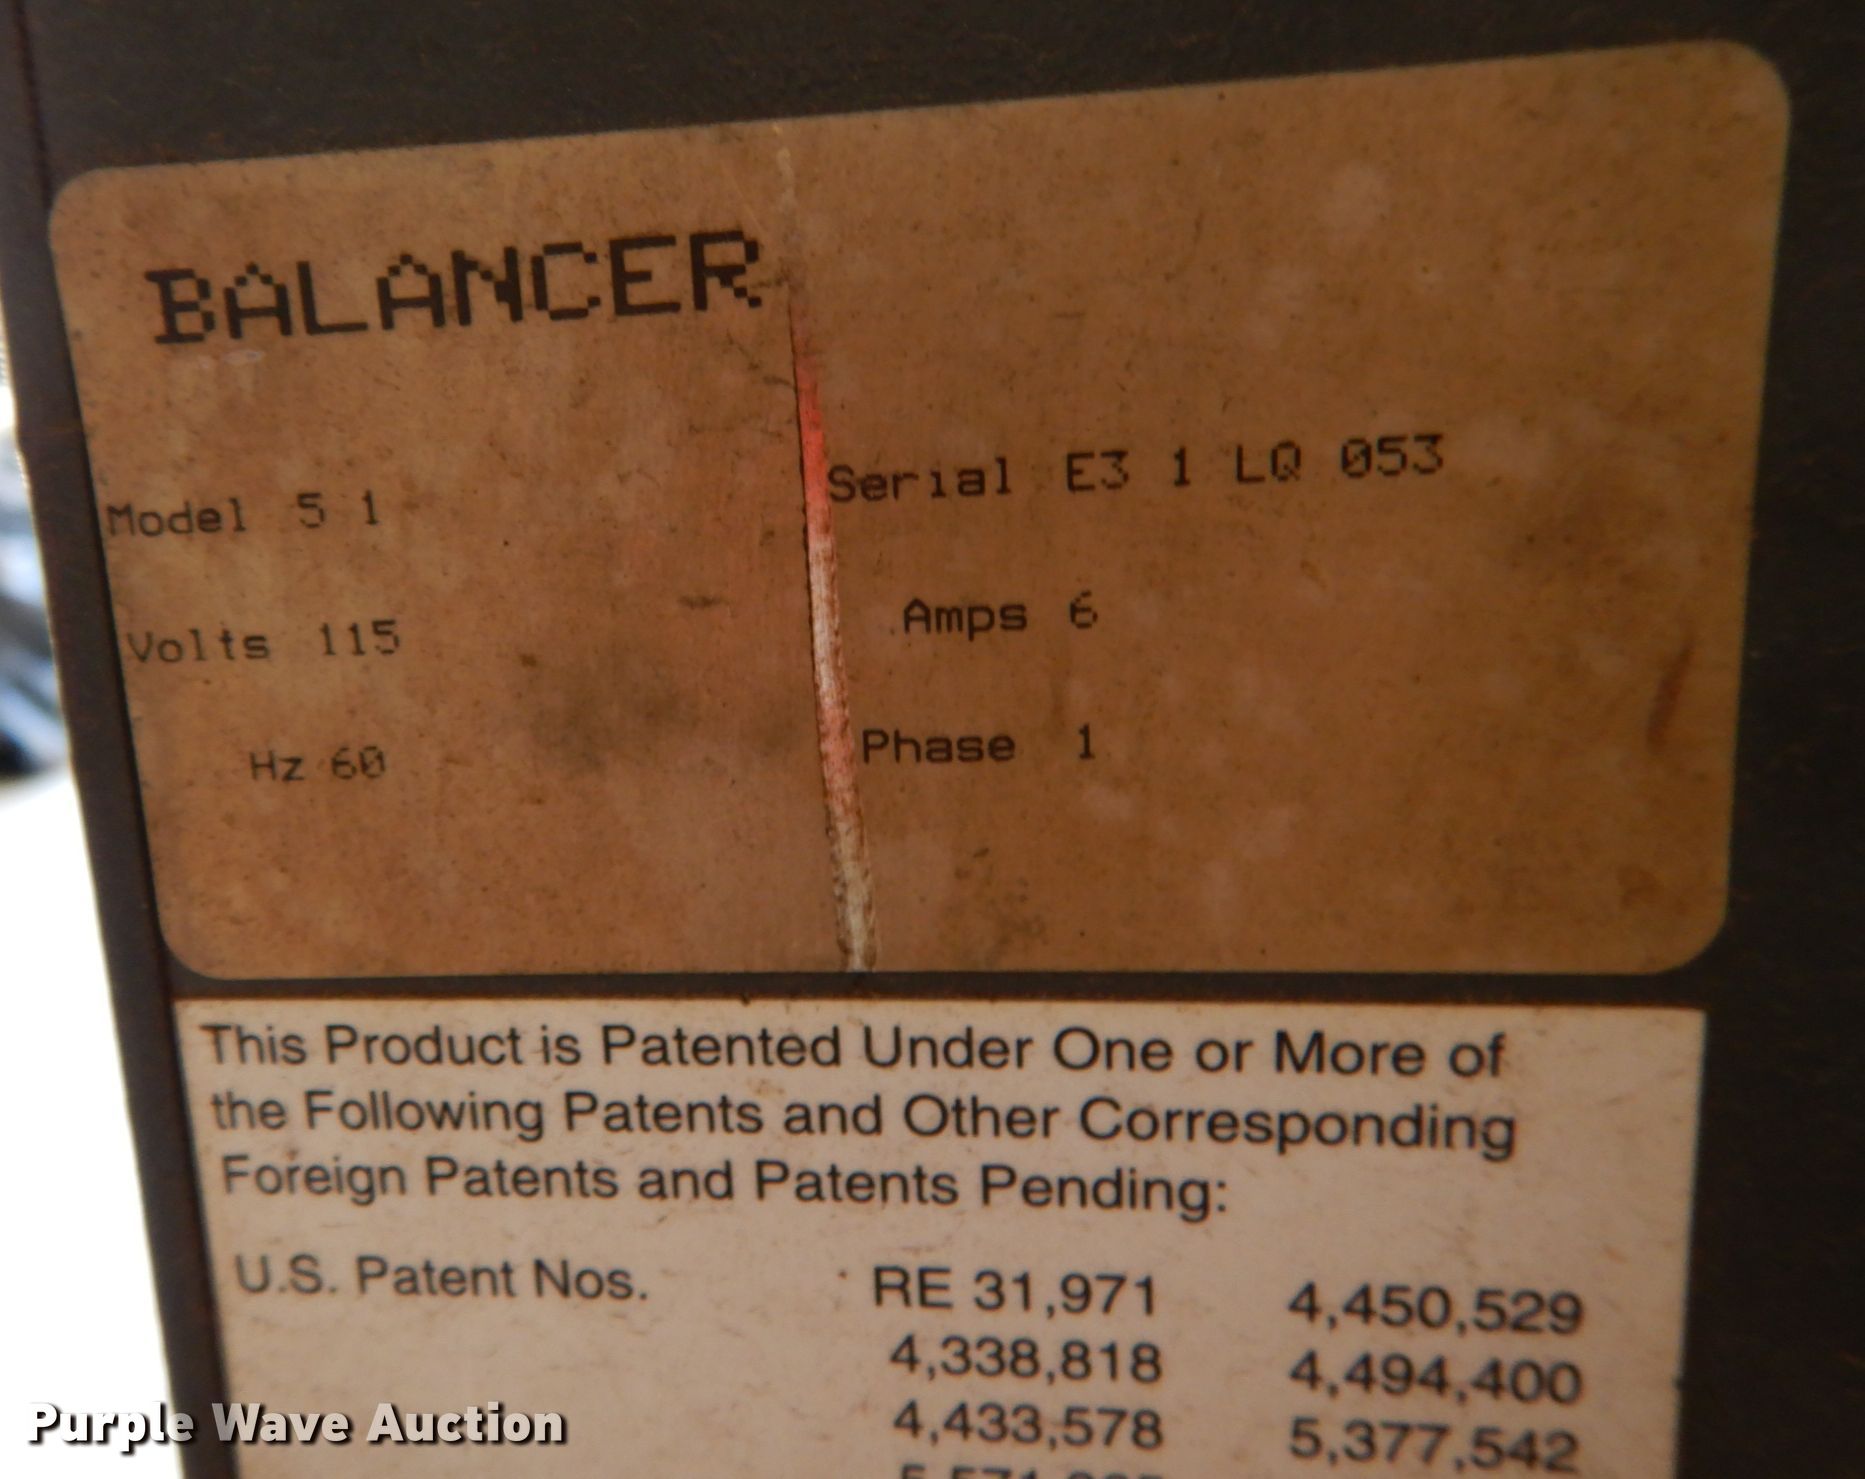 BALANCER
Model 5 1 Serial E3 1 LQ 053
Volts 115 Amps 6
Hz 60 Phase 1
This Product is Patented Under One or More of
the Following Patents and Other Corresponding
Foreign Patents and Patents Pending:
U.S. Patent Nos. RE 31,971 4,450,529
4,338,818 4,494,400
4,433,578 5,377,542
Purple Wave Auction